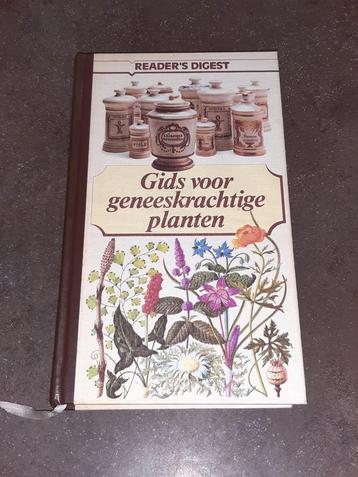 READER'S DIGEST
Gids voor
geneeskrachtige
planten